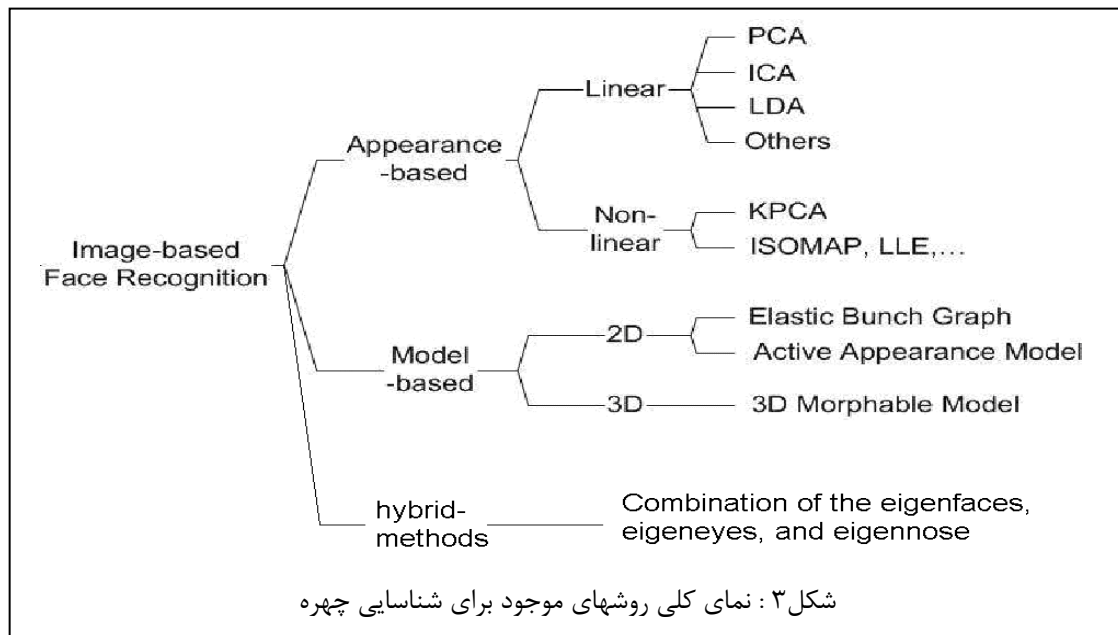 Image-based
Face Recognition
Appearance
-based
Linear
PCA
ICA
LDA
Others
Non-
linear
KPCA
ISOMAP, LLE,...
Model
-based
2D
Elastic Bunch Graph
Active Appearance Model
3D
3D Morphable Model
hybrid-
methods
Combination of the eigenfaces,
eigeneyes, and eigennose
شکل۳ : نمای کلی روشهای موجود برای شناسایی چهره